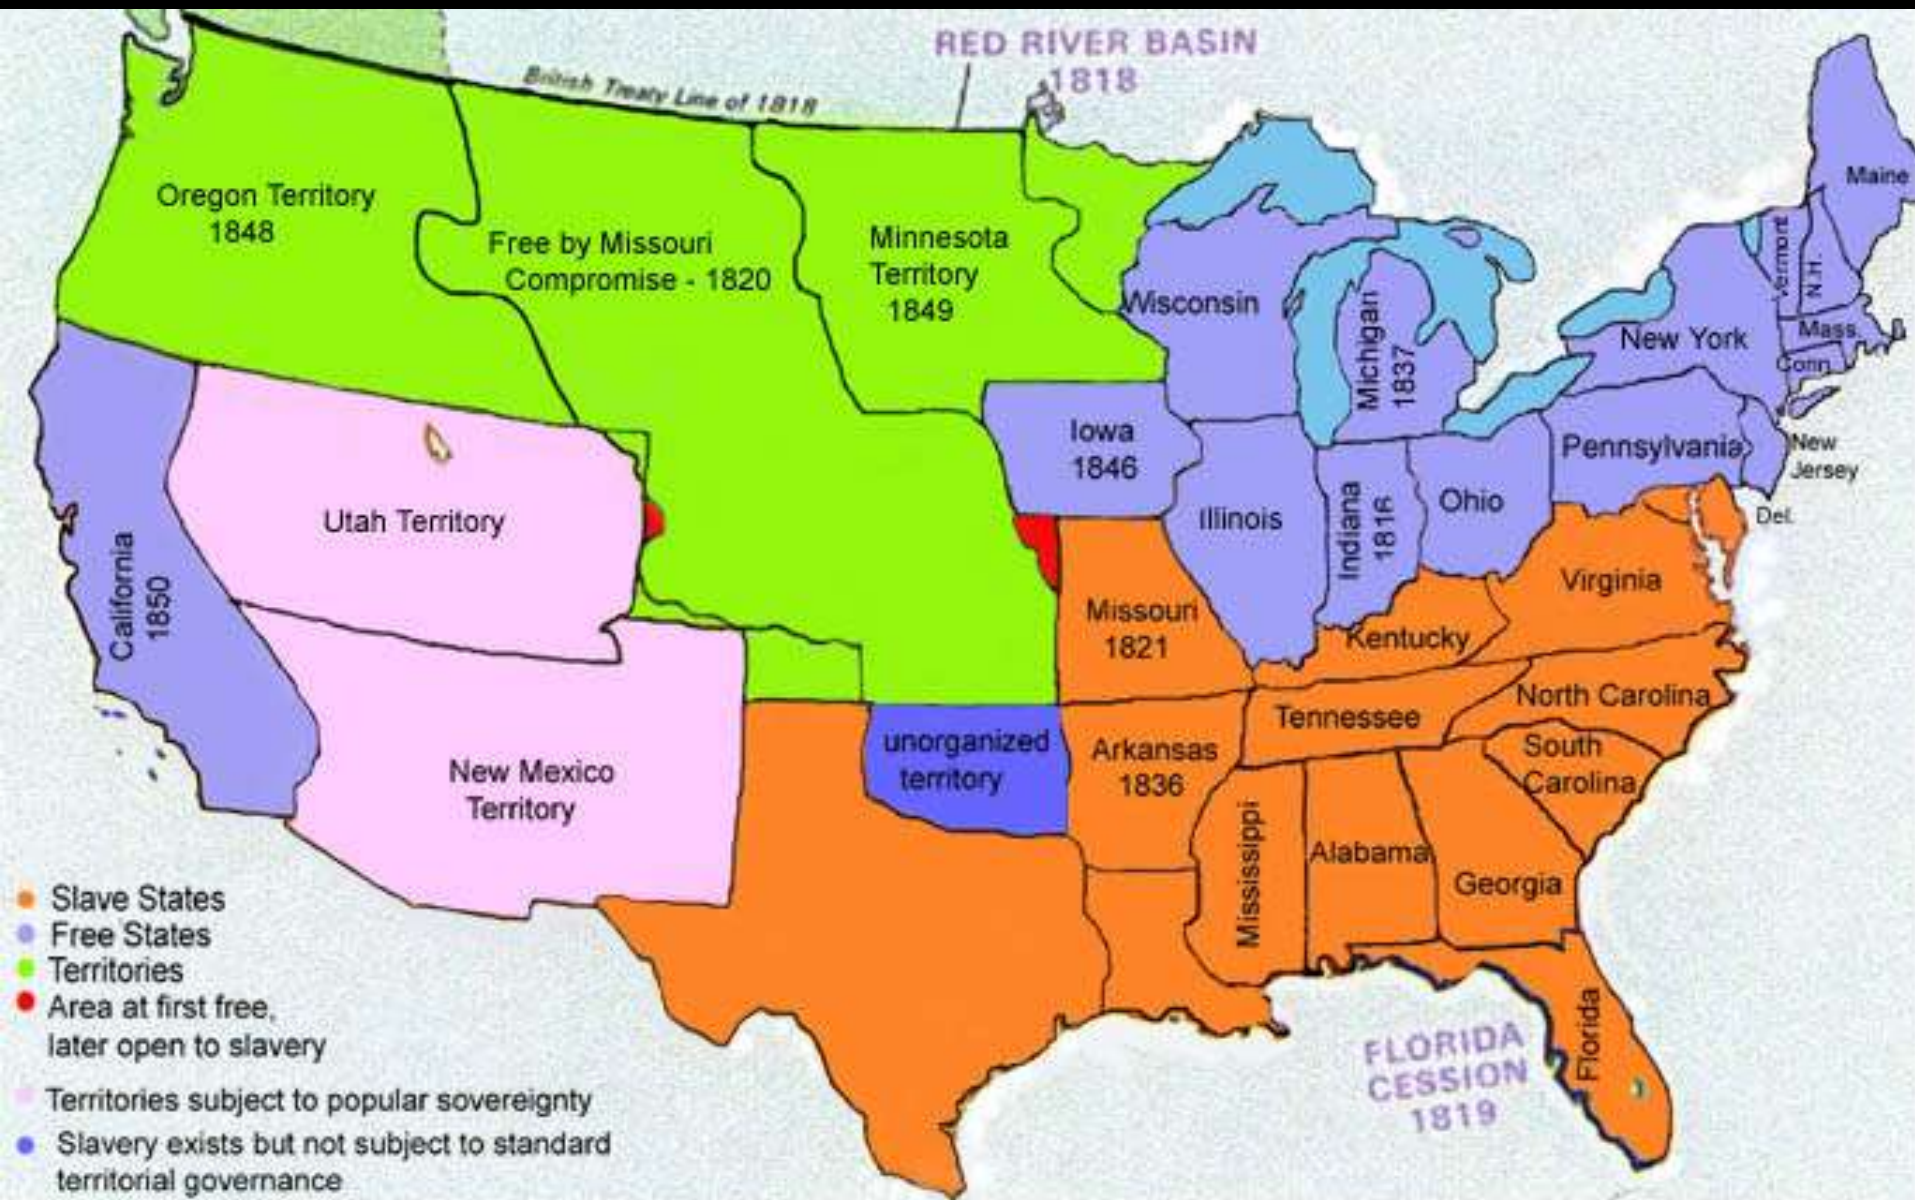 RED RIVER BASIN
1818
British Treaty Line of 1818
Oregon Territory
1848
Free by Missouri
Compromise - 1820
Minnesota
Territory
1849
Wisconsin
Michigan
1837
Maine
Vermont
N.H.
Mass.
Conn.
New York
Iowa
1846
Pennsylvania
New
Jersey
Illinois
Indiana
1816
Ohio
Del.
Utah Territory
California
1850
Missouri
1821
Kentucky
Virginia
New Mexico
Territory
unorganized
territory
Arkansas
1836
Tennessee
North Carolina
South
Carolina
Mississippi
Alabama
Georgia
Florida
FLORIDA
CESSION
1819
Slave States
Free States
Territories
Area at first free,
later open to slavery
Territories subject to popular sovereignty
Slavery exists but not subject to standard
territorial governance